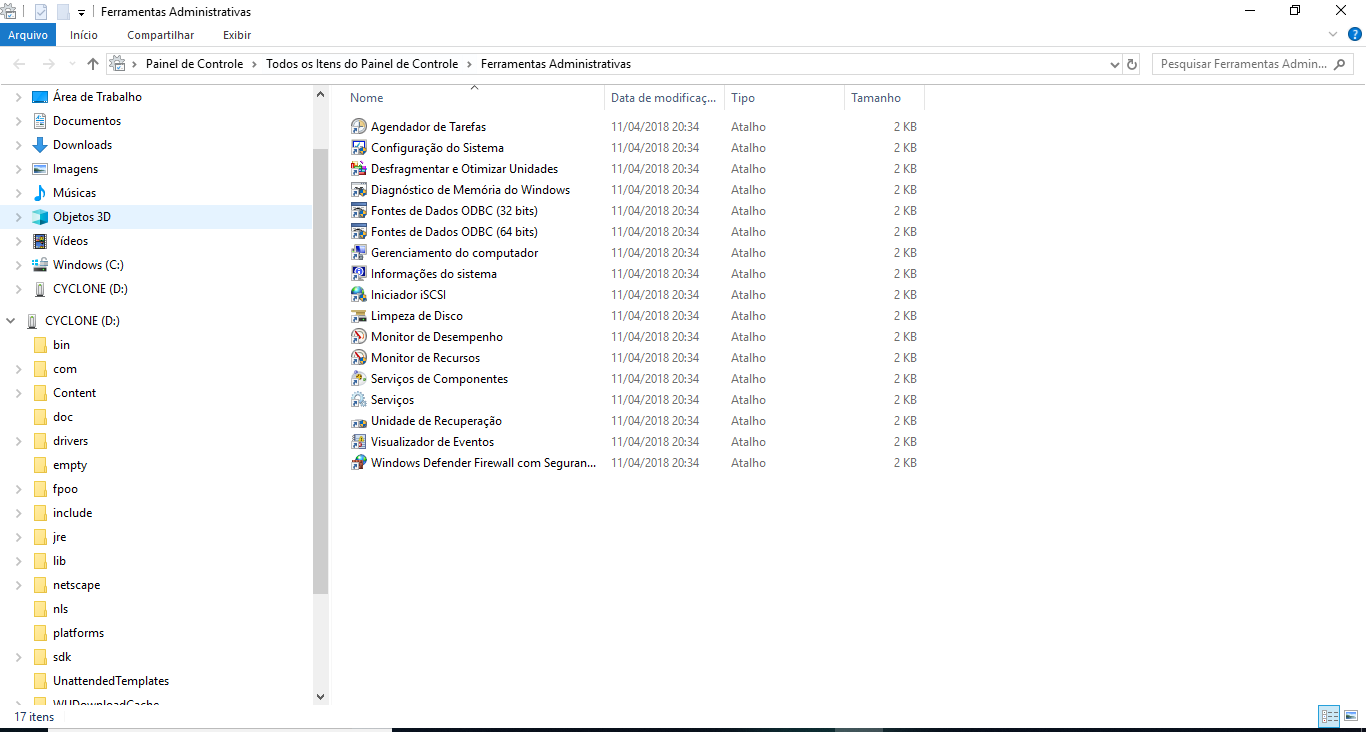 Ferramentas Administrativas
Arquivo Início Compartilhar Exibir
Painel de Controle Todos os Itens do Painel de Controle Ferramentas Administrativas Pesquisar Ferramentas Admin...
Área de Trabalho
Documentos
Downloads
Imagens
Músicas
Objetos 3D
Vídeos
Windows (C:)
CYCLONE (D:)
CYCLONE (D:)
bin
com
Content
doc
drivers
empty
fpoo
include
jre
lib
netscape
nls
platforms
sdk
UnattendedTemplates
WUDownloadCache
Nome Data de modificaç... Tipo Tamanho
Agendador de Tarefas 11/04/2018 20:34 Atalho 2 KB
Configuração do Sistema 11/04/2018 20:34 Atalho 2 KB
Desfragmentar e Otimizar Unidades 11/04/2018 20:34 Atalho 2 KB
Diagnóstico de Memória do Windows 11/04/2018 20:34 Atalho 2 KB
Fontes de Dados ODBC (32 bits) 11/04/2018 20:34 Atalho 2 KB
Fontes de Dados ODBC (64 bits) 11/04/2018 20:34 Atalho 2 KB
Gerenciamento do computador 11/04/2018 20:34 Atalho 2 KB
Informações do sistema 11/04/2018 20:34 Atalho 2 KB
Iniciador iSCSI 11/04/2018 20:34 Atalho 2 KB
Limpeza de Disco 11/04/2018 20:34 Atalho 2 KB
Monitor de Desempenho 11/04/2018 20:34 Atalho 2 KB
Monitor de Recursos 11/04/2018 20:34 Atalho 2 KB
Serviços de Componentes 11/04/2018 20:34 Atalho 2 KB
Serviços 11/04/2018 20:34 Atalho 2 KB
Unidade de Recuperação 11/04/2018 20:34 Atalho 2 KB
Visualizador de Eventos 11/04/2018 20:34 Atalho 2 KB
Windows Defender Firewall com Seguran... 11/04/2018 20:34 Atalho 2 KB
17 itens